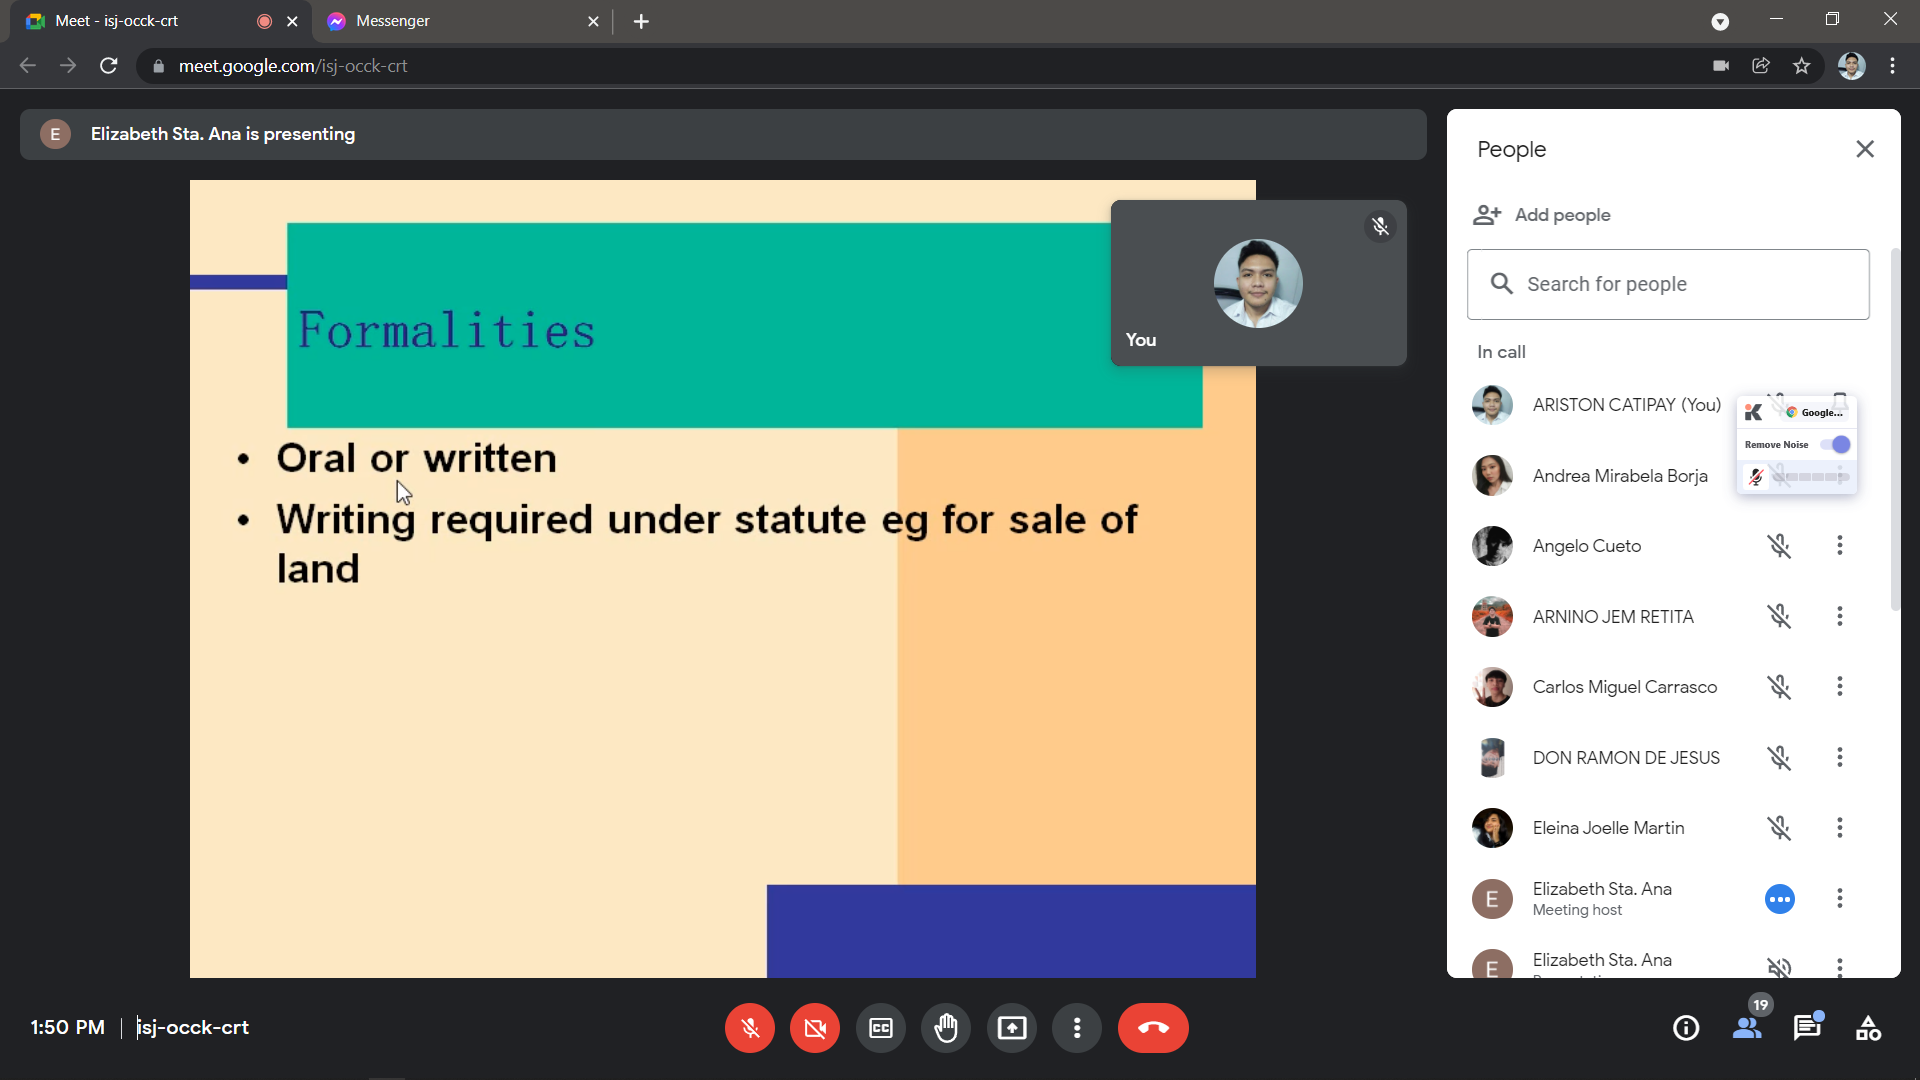 Meet - isj-occk-crt
Messenger
meet.google.com/isj-occk-crt
E
Elizabeth Sta. Ana is presenting
Formalities
• Oral or written
• Writing required under statute eg for sale of
land
You
People
Add people
Search for people
In call
ARISTON CATIPAY (You)
Google...
Remove Noise
Andrea Mirabela Borja
Angelo Cueto
ARNINO JEM RETITA
Carlos Miguel Carrasco
DON RAMON DE JESUS
Eleina Joelle Martin
E
Elizabeth Sta. Ana
Meeting host
E
Elizabeth Sta. Ana
1:50 PM | isj-occk-crt
CC
19